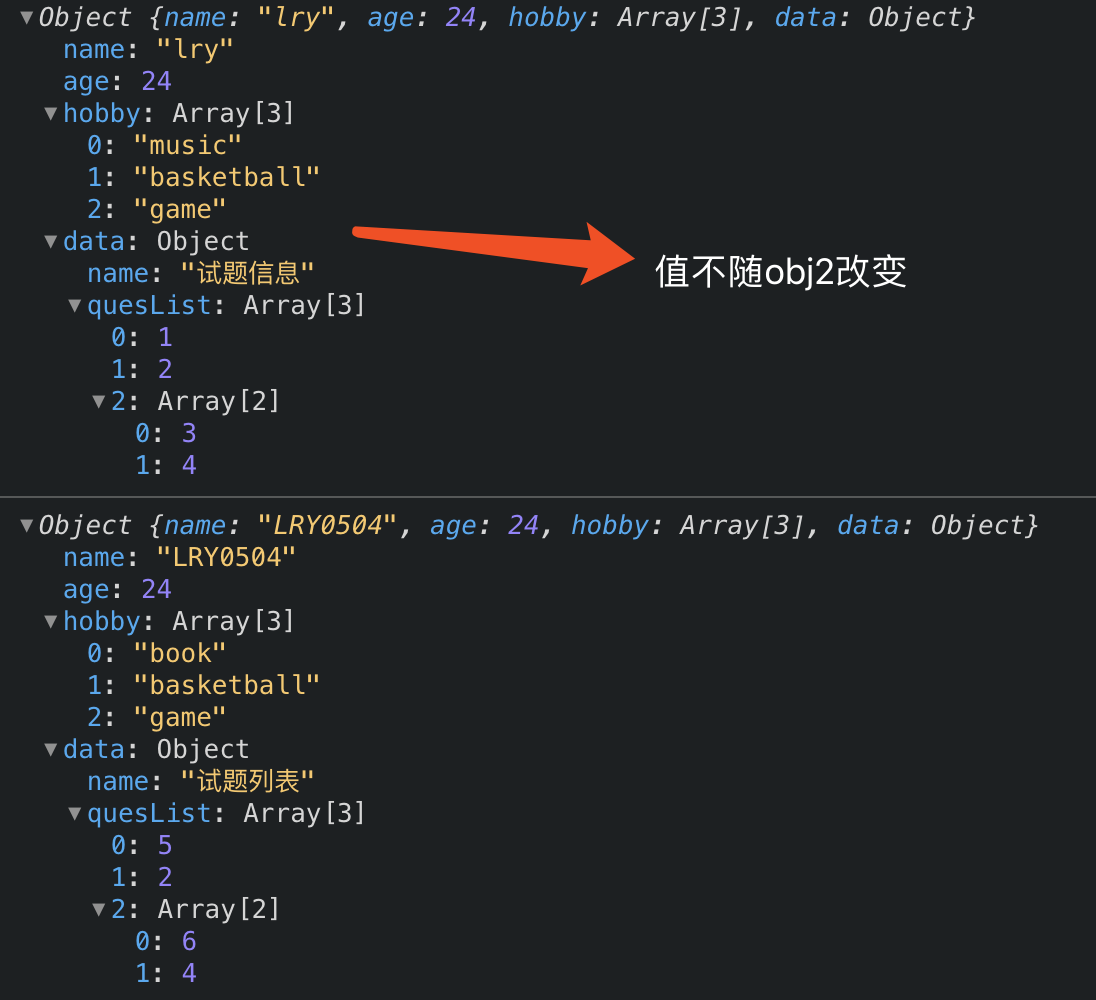 ▼Object {name: "lry", age: 24, hobby: Array[3], data: Object}
name: "lry"
age: 24
▼hobby: Array[3]
0: "music"
1: "basketball"
2: "game"
▼data: Object
name: "试题信息"
值不随obj2改变
▼quesList: Array[3]
0: 1
1: 2
▼2: Array[2]
0: 3
1: 4
▼Object {name: "LRY0504", age: 24, hobby: Array[3], data: Object}
name: "LRY0504"
age: 24
▼hobby: Array[3]
0: "book"
1: "basketball"
2: "game"
▼data: Object
name: "试题列表"
▼quesList: Array[3]
0: 5
1: 2
▼2: Array[2]
0: 6
1: 4